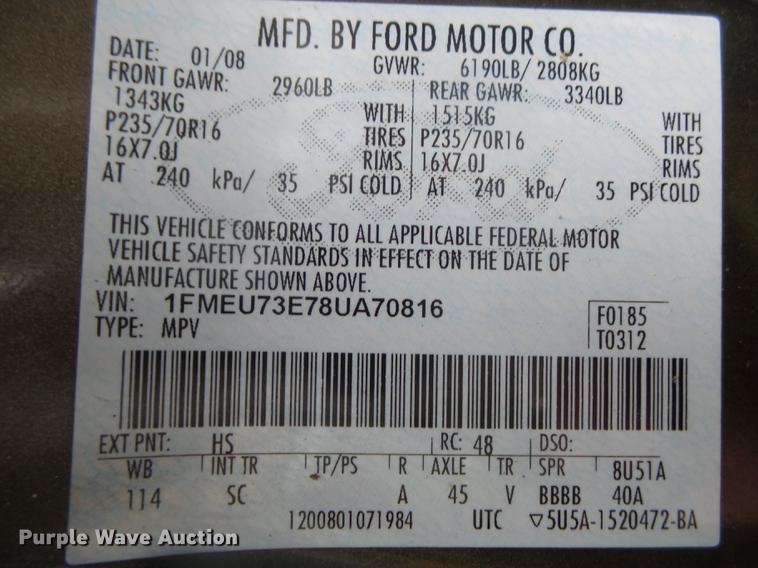 MFD. BY FORD MOTOR CO.
DATE: 01/08 GVWR: 6190LB/ 2808KG
FRONT GAWR: 2960LB REAR GAWR: 3340LB
1343KG WITH 1515KG WITH
P235/70R16 TIRES P235/70R16 TIRES
16X7.0J RIMS 16X7.0J RIMS
AT 240 kPa/ 35 PSI COLD AT 240 kPa/ 35 PSI COLD
THIS VEHICLE CONFORMS TO ALL APPLICABLE FEDERAL MOTOR
VEHICLE SAFETY STANDARDS IN EFFECT ON THE DATE OF
MANUFACTURE SHOWN ABOVE.
VIN: 1FMEU73E78UA70816 F0185
TYPE: MPV T0312
EXT PNT: HS RC: 48 DSO:
WB INT TR TP/PS R AXLE TR SPR 8U51A
114 SC A 45 V BBBB 40A
1200801071984 UTC ▽5U5A-1520472-BA
Purple Wave Auction